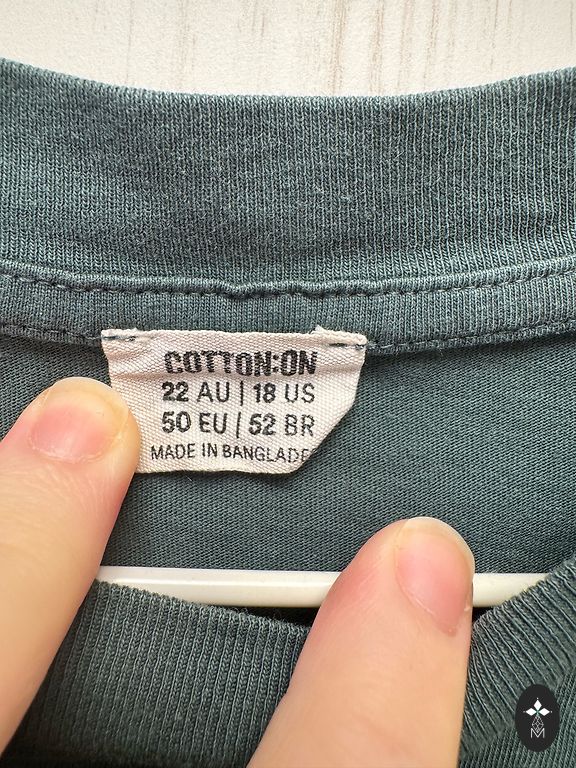 COTTON:ON
22 AU | 18 US
50 EU | 52 BR
MADE IN BANGLADE
M